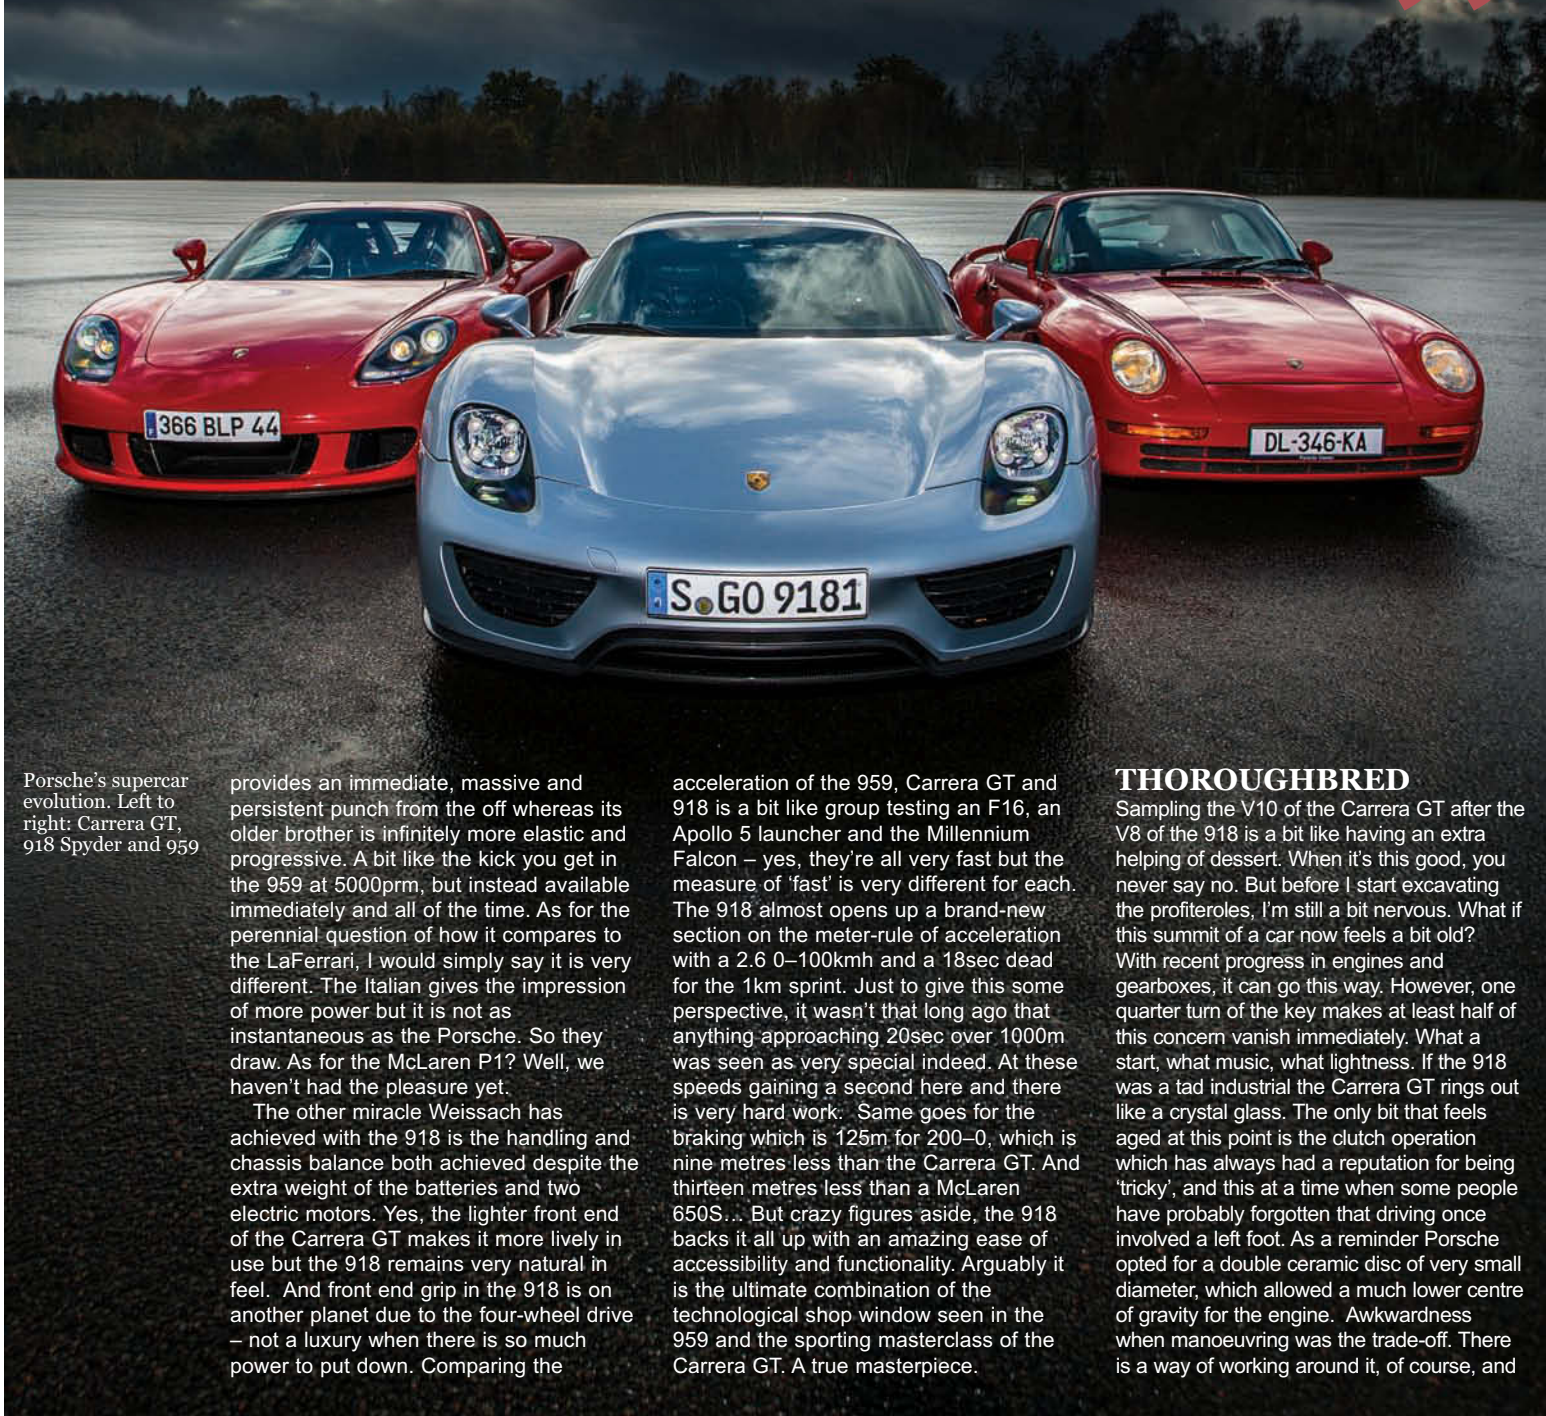 366 BLP 44
S GO 9181
DL-346-KA
Porsche’s supercar
evolution. Left to
right: Carrera GT,
918 Spyder and 959
provides an immediate, massive and
persistent punch from the off whereas its
older brother is infinitely more elastic and
progressive. A bit like the kick you get in
the 959 at 5000prm, but instead available
immediately and all of the time. As for the
perennial question of how it compares to
the LaFerrari, I would simply say it is very
different. The Italian gives the impression
of more power but it is not as
instantaneous as the Porsche. So they
draw. As for the McLaren P1? Well, we
haven’t had the pleasure yet.
The other miracle Weissach has
achieved with the 918 is the handling and
chassis balance both achieved despite the
extra weight of the batteries and two
electric motors. Yes, the lighter front end
of the Carrera GT makes it more lively in
use but the 918 remains very natural in
feel.  And front end grip in the 918 is on
another planet due to the four-wheel drive
– not a luxury when there is so much
power to put down. Comparing the
acceleration of the 959, Carrera GT and
918 is a bit like group testing an F16, an
Apollo 5 launcher and the Millennium
Falcon – yes, they’re all very fast but the
measure of ‘fast’ is very different for each.
The 918 almost opens up a brand-new
section on the meter-rule of acceleration
with a 2.6 0–100kmh and a 18sec dead
for the 1km sprint. Just to give this some
perspective, it wasn’t that long ago that
anything approaching 20sec over 1000m
was seen as very special indeed. At these
speeds gaining a second here and there
is very hard work.  Same goes for the
braking which is 125m for 200–0, which is
nine metres less than the Carrera GT. And
thirteen metres less than a McLaren
650S… But crazy figures aside, the 918
backs it all up with an amazing ease of
accessibility and functionality. Arguably it
is the ultimate combination of the
technological shop window seen in the
959 and the sporting masterclass of the
Carrera GT. A true masterpiece.
THOROUGHBRED
Sampling the V10 of the Carrera GT after the
V8 of the 918 is a bit like having an extra
helping of dessert. When it’s this good, you
never say no. But before I start excavating
the profiteroles, I’m still a bit nervous. What if
this summit of a car now feels a bit old?
With recent progress in engines and
gearboxes, it can go this way. However, one
quarter turn of the key makes at least half of
this concern vanish immediately. What a
start, what music, what lightness. If the 918
was a tad industrial the Carrera GT rings out
like a crystal glass. The only bit that feels
aged at this point is the clutch operation
which has always had a reputation for being
‘tricky’, and this at a time when some people
have probably forgotten that driving once
involved a left foot. As a reminder Porsche
opted for a double ceramic disc of very small
diameter, which allowed a much lower centre
of gravity for the engine.  Awkwardness
when manoeuvring was the trade-off. There
is a way of working around it, of course, and